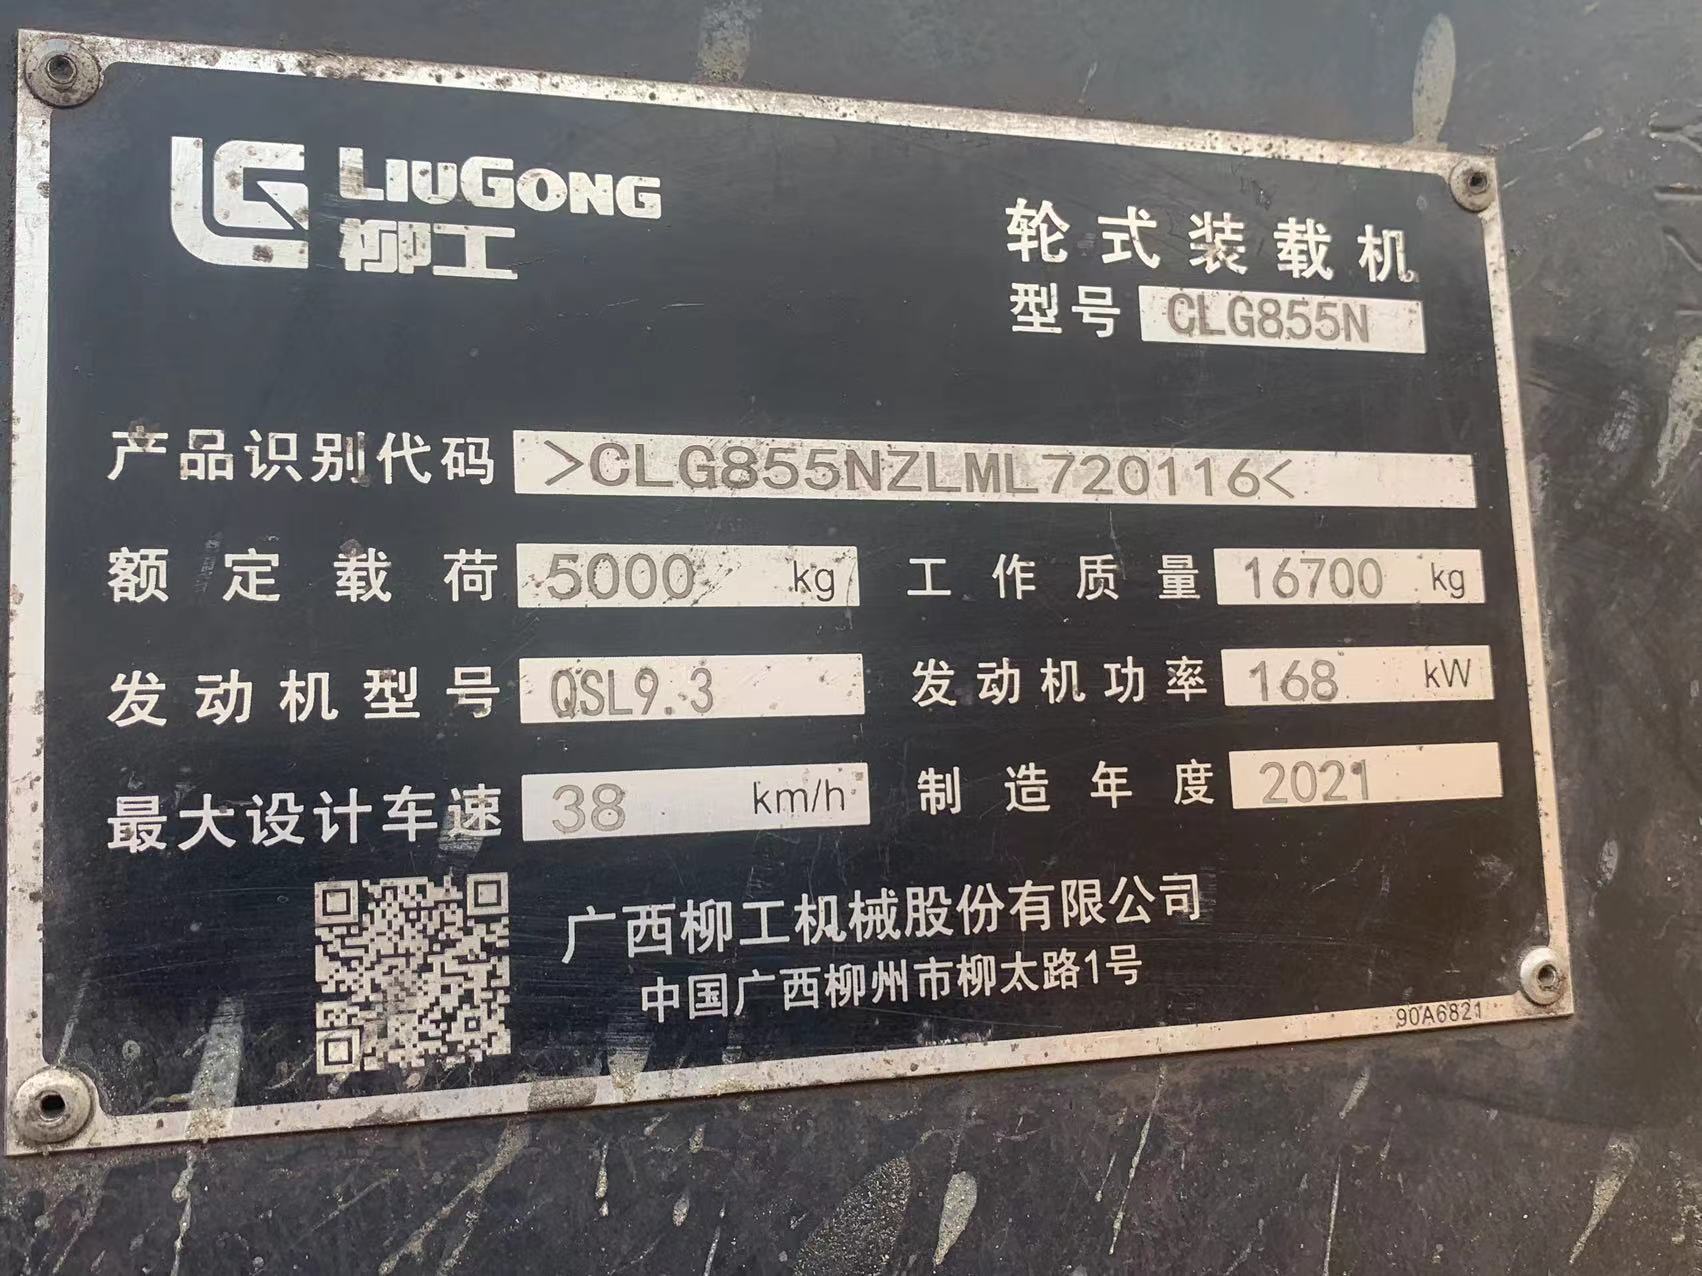 LIUGONG
柳工
轮式装载机
型号 CLG855N
产品识别代码 >CLG855NZLML720116<
额定载荷 5000 kg 工作质量 16700 kg
发动机型号 QSL9.3 发动机功率 168 kW
最大设计车速 38 km/h 制造年度 2021
广西柳工机械股份有限公司
中国广西柳州市柳太路1号
90A6821